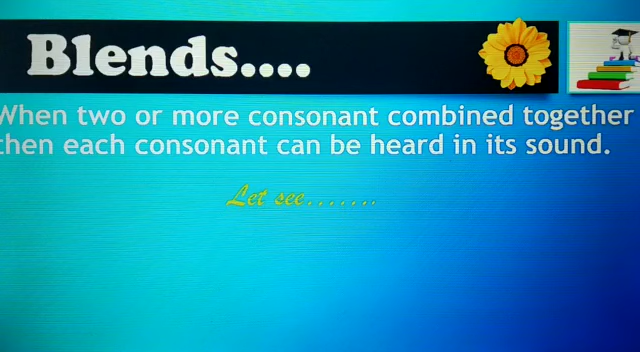 Blends....
When two or more consonant combined together
then each consonant can be heard in its sound.
Let see.......